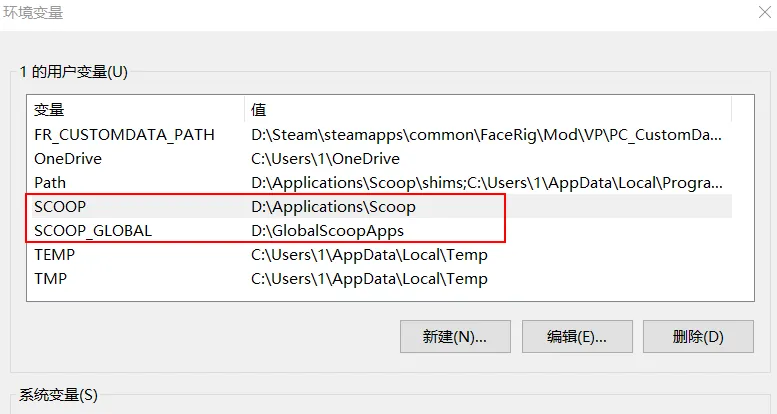 环境变量
1 的用户变量(U)
变量 值
FR_CUSTOMDATA_PATH D:\Steam\steamapps\common\FaceRig\Mod\VP\PC_CustomDa...
OneDrive C:\Users\1\OneDrive
Path D:\Applications\Scoop\shims;C:\Users\1\AppData\Local\Progra...
SCOOP D:\Applications\Scoop
SCOOP_GLOBAL D:\GlobalScoopApps
TEMP C:\Users\1\AppData\Local\Temp
TMP C:\Users\1\AppData\Local\Temp
新建(N)... 编辑(E)... 删除(D)
系统变量(S)